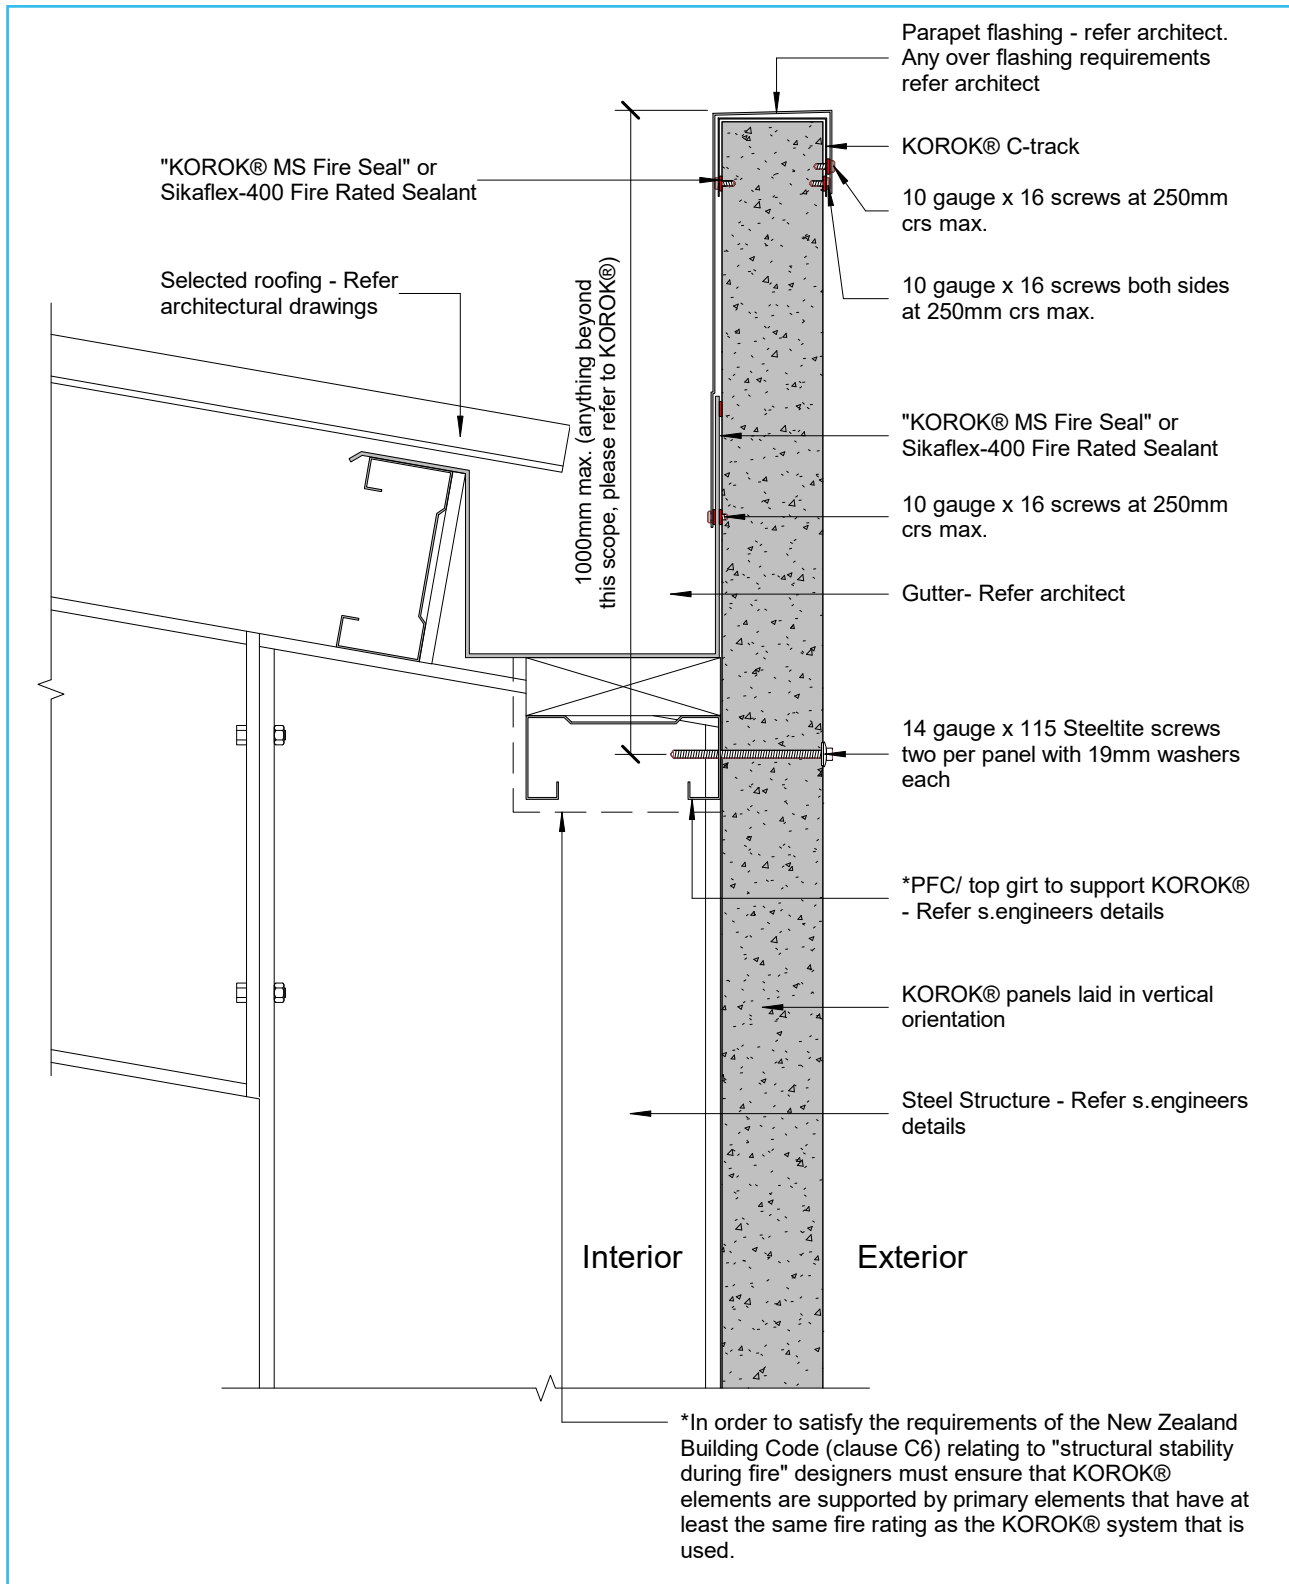 Parapet flashing - refer architect.
Any over flashing requirements
refer architect
KOROK® C-track
"KOROK® MS Fire Seal" or
Sikaflex-400 Fire Rated Sealant
10 gauge x 16 screws at 250mm
crs max.
Selected roofing - Refer
architectural drawings
10 gauge x 16 screws both sides
at 250mm crs max.
1000mm max. (anything beyond
this scope, please refer to KOROK®)
"KOROK® MS Fire Seal" or
Sikaflex-400 Fire Rated Sealant
10 gauge x 16 screws at 250mm
crs max.
Gutter- Refer architect
14 gauge x 115 Steeltite screws
two per panel with 19mm washers
each
*PFC/ top girt to support KOROK®
- Refer s.engineers details
KOROK® panels laid in vertical
orientation
Steel Structure - Refer s.engineers
details
Interior
Exterior
*In order to satisfy the requirements of the New Zealand
Building Code (clause C6) relating to "structural stability
during fire" designers must ensure that KOROK®
elements are supported by primary elements that have at
least the same fire rating as the KOROK® system that is
used.